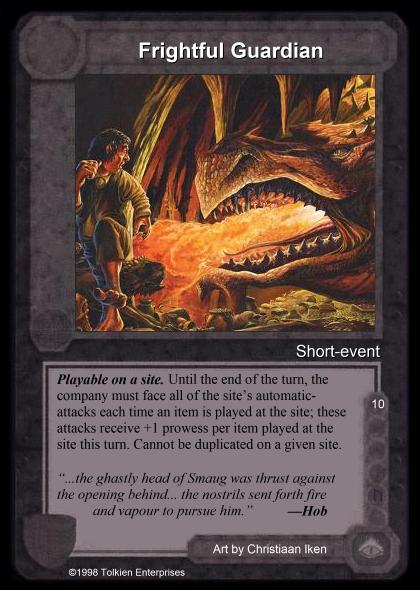 Frightful Guardian
Short-event
Playable on a site. Until the end of the turn, the
company must face all of the site's automatic-
attacks each time an item is played at the site; these
attacks receive +1 prowess per item played at the
site this turn. Cannot be duplicated on a given site.
10
“...the ghastly head of Smaug was thrust against
the opening behind... the nostrils sent forth fire
and vapour to pursue him.” —Hob
Art by Christiaan Iken
©1998 Tolkien Enterprises